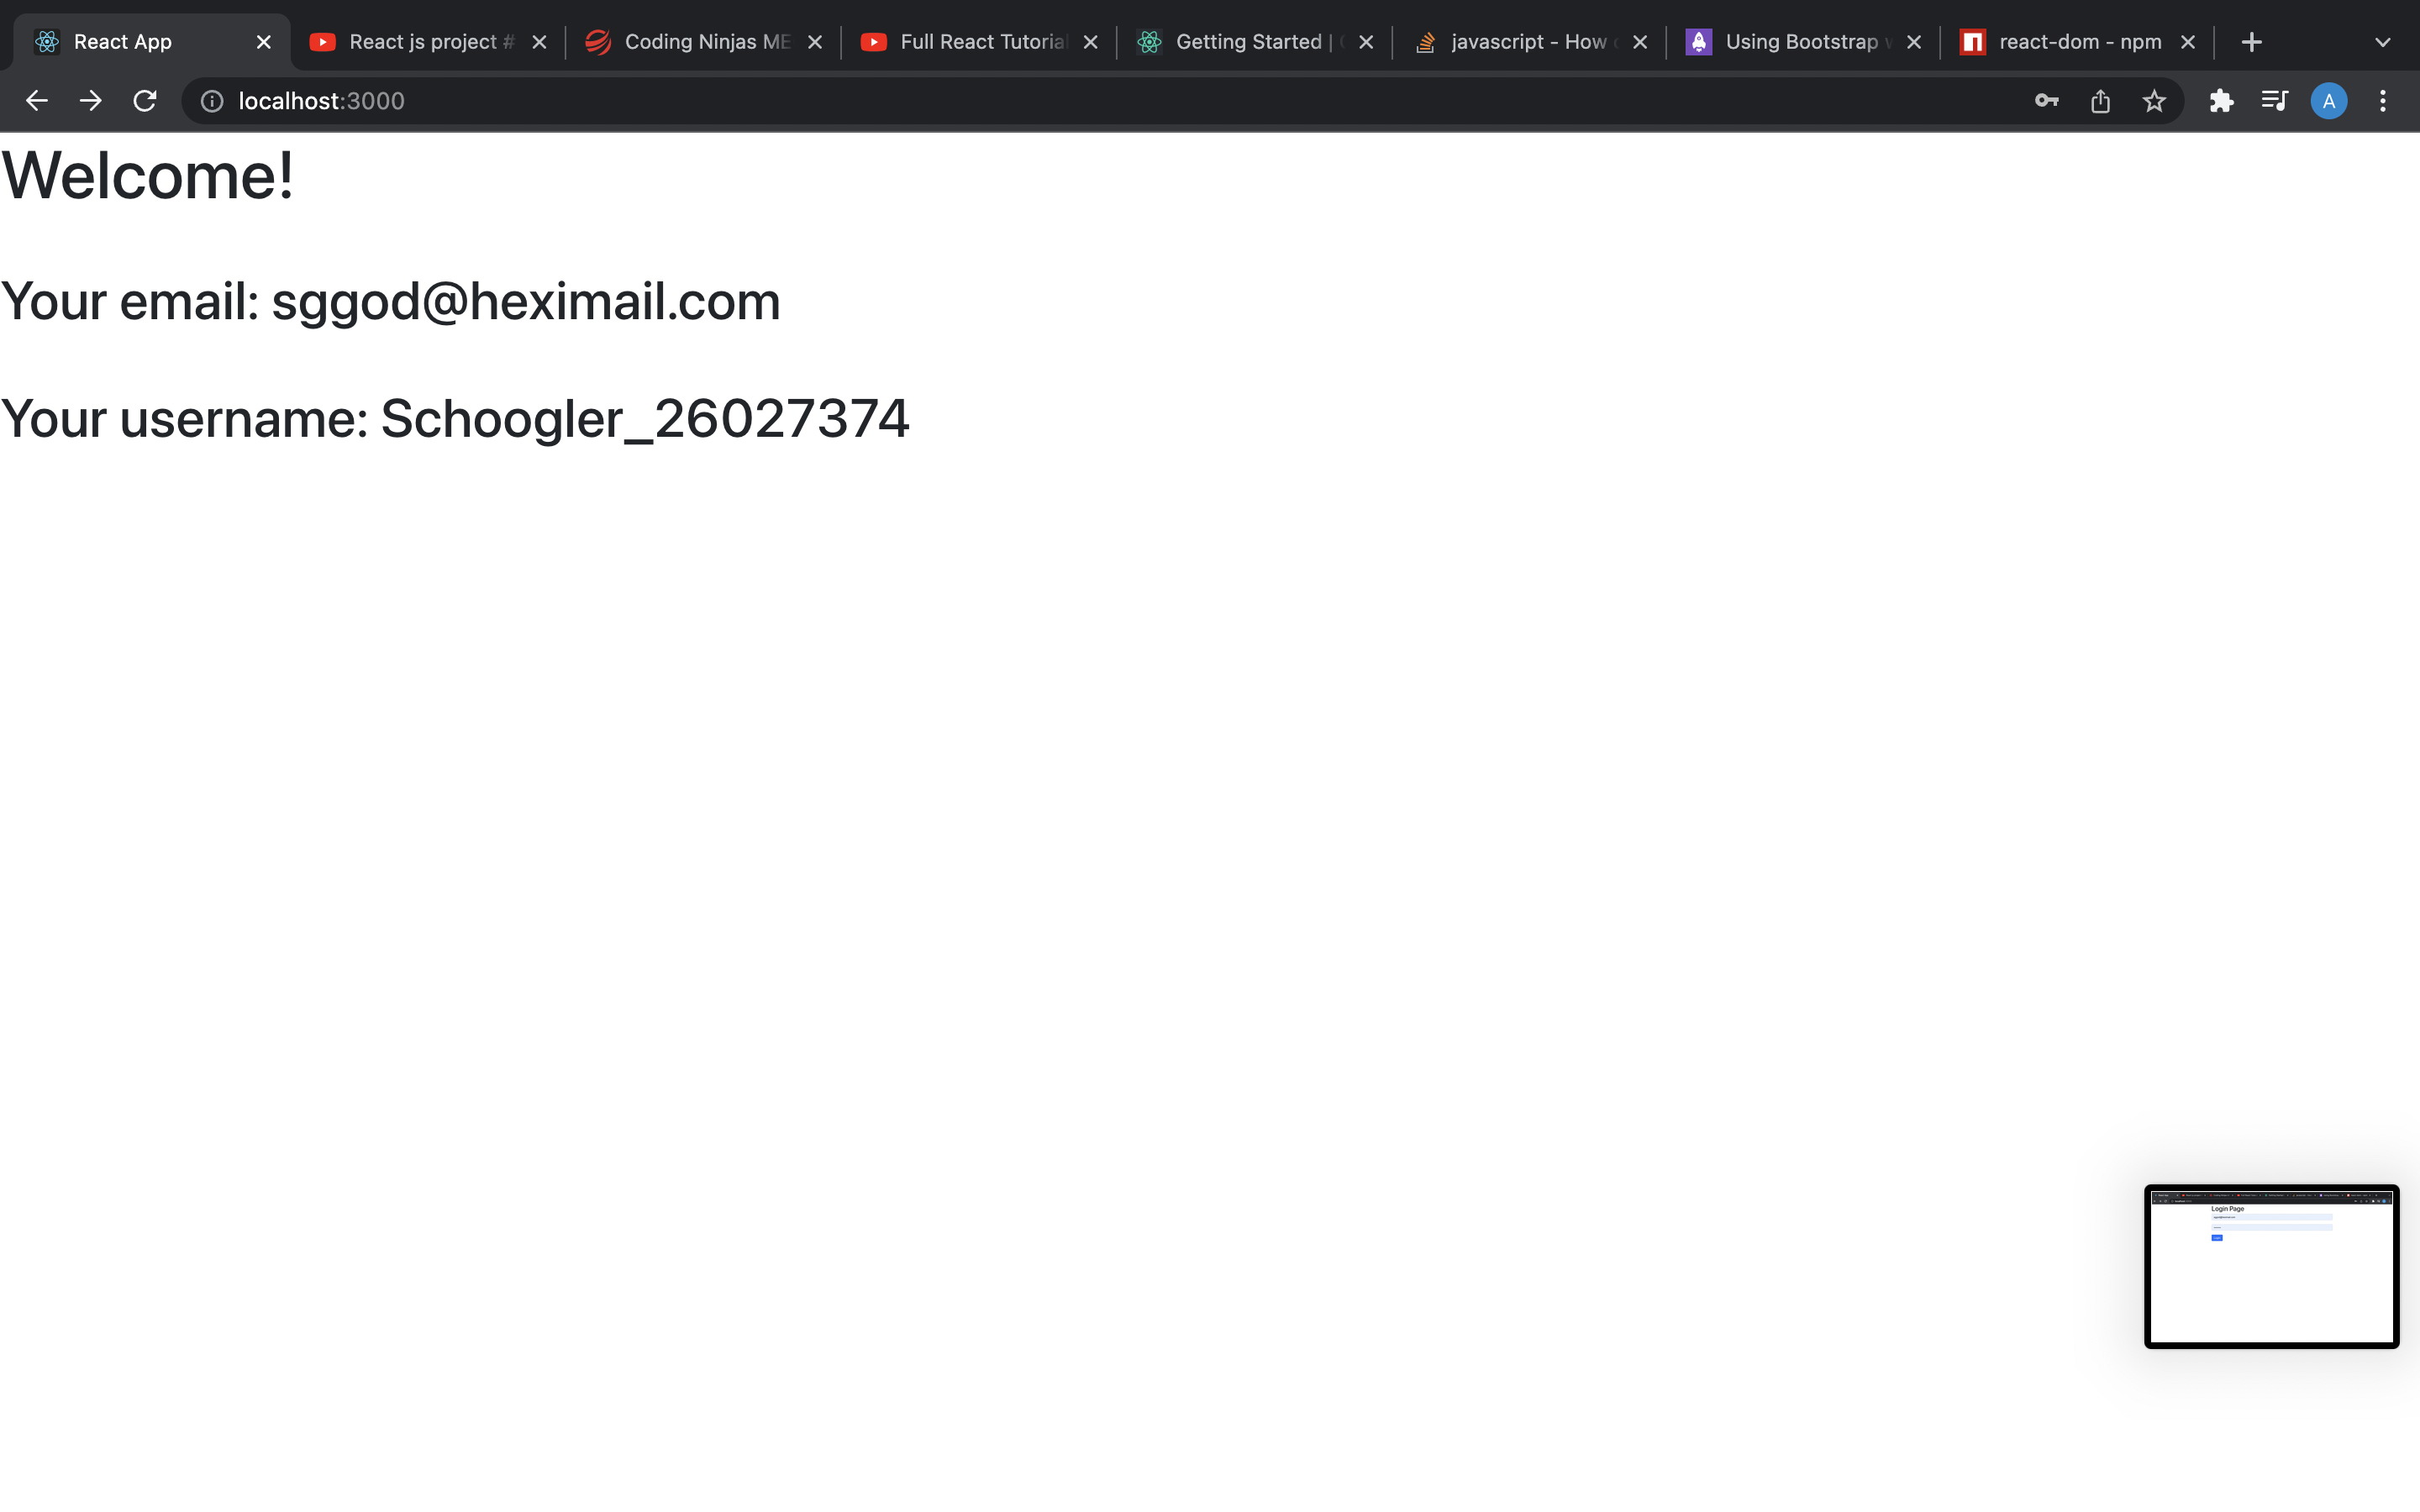 React App
React js project #
Coding Ninjas ME
Full React Tutorial
Getting Started |
javascript - How
Using Bootstrap
react-dom - npm
localhost:3000
A
Welcome!
Your email: sggod@heximail.com
Your username: Schoogler_26027374
Login Page